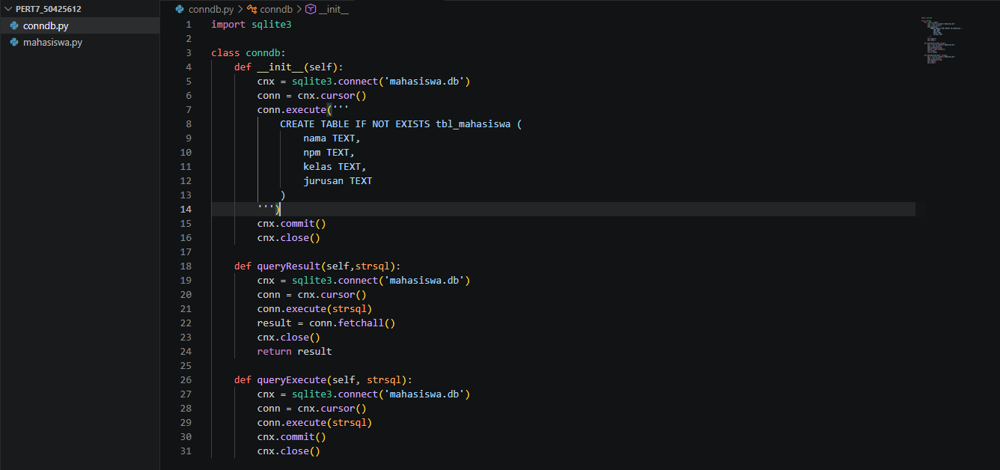 PERT7_50425612
conndb.py
mahasiswa.py
conndb.py > conndb > __init__
1 import sqlite3
2
3 class conndb:
4     def __init__(self):
5         cnx = sqlite3.connect('mahasiswa.db')
6         conn = cnx.cursor()
7         conn.execute('''
8             CREATE TABLE IF NOT EXISTS tbl_mahasiswa (
9                 nama TEXT,
10                 npm TEXT,
11                 kelas TEXT,
12                 jurusan TEXT
13             )
14         ''')
15         cnx.commit()
16         cnx.close()
17
18     def queryResult(self,strsql):
19         cnx = sqlite3.connect('mahasiswa.db')
20         conn = cnx.cursor()
21         conn.execute(strsql)
22         result = conn.fetchall()
23         cnx.close()
24         return result
25
26     def queryExecute(self, strsql):
27         cnx = sqlite3.connect('mahasiswa.db')
28         conn = cnx.cursor()
29         conn.execute(strsql)
30         cnx.commit()
31         cnx.close()